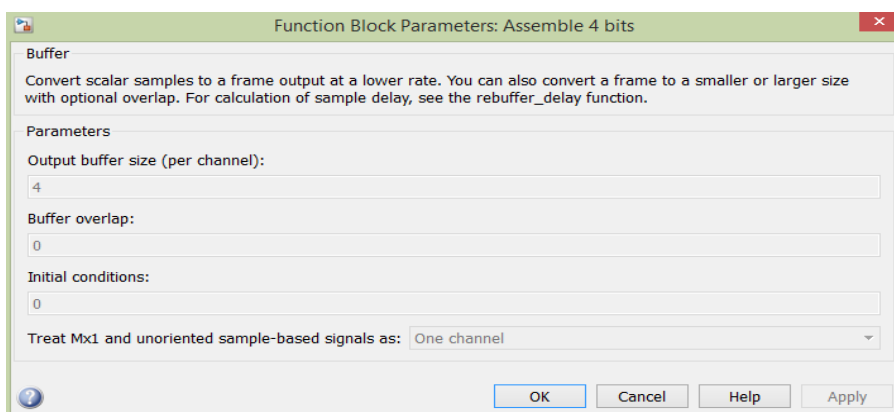 Function Block Parameters: Assemble 4 bits
Buffer
Convert scalar samples to a frame output at a lower rate. You can also convert a frame to a smaller or larger size
with optional overlap. For calculation of sample delay, see the rebuffer_delay function.
Parameters
Output buffer size (per channel):
4
Buffer overlap:
0
Initial conditions:
0
Treat Mx1 and unoriented sample-based signals as: One channel
OK Cancel Help Apply